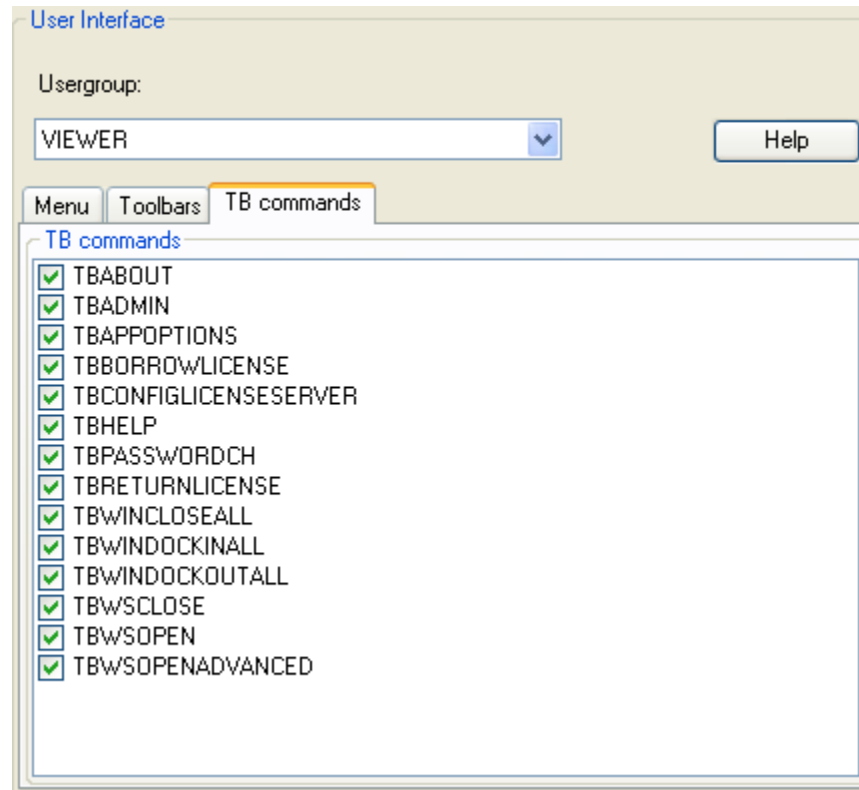 User Interface
Usergroup:
VIEWER
Help
Menu Toolbars TB commands
TB commands
TBABOUT
TBADMIN
TBAPPOPTIONS
TBBORROWLICENSE
TBCONFIGLICENSESERVER
TBHELP
TBPASSWORDCH
TBRETURNLICENSE
TBWINCLOSEALL
TBWINDOCKINALL
TBWINDOCKOUTALL
TBWSCLOSE
TBWSOPEN
TBWSOPENADVANCED